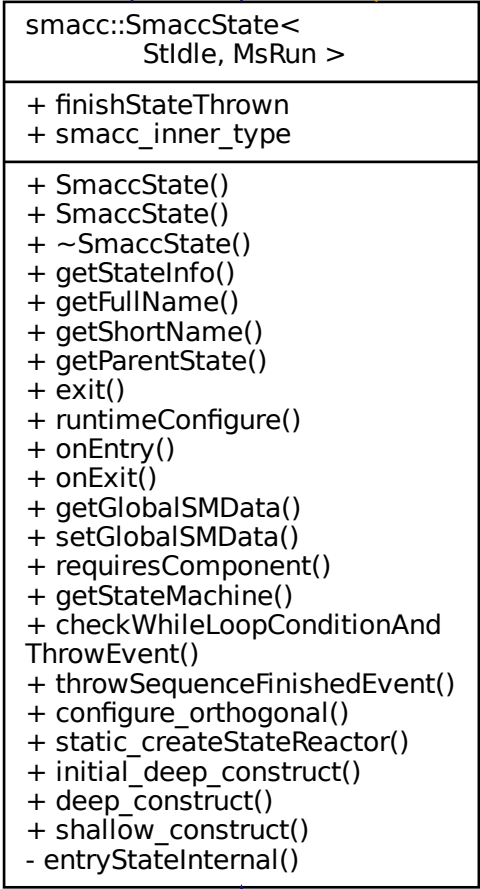 smacc::SmaccState<
StIdle, MsRun >
+ finishStateThrown
+ smacc_inner_type
+ SmaccState()
+ SmaccState()
+ ~SmaccState()
+ getStateInfo()
+ getFullName()
+ getShortName()
+ getParentState()
+ exit()
+ runtimeConfigure()
+ onEntry()
+ onExit()
+ getGlobalSMData()
+ setGlobalSMData()
+ requiresComponent()
+ getStateMachine()
+ checkWhileLoopConditionAnd
ThrowEvent()
+ throwSequenceFinishedEvent()
+ configure_orthogonal()
+ static_createStateReactor()
+ initial_deep_construct()
+ deep_construct()
+ shallow_construct()
- entryStateInternal()